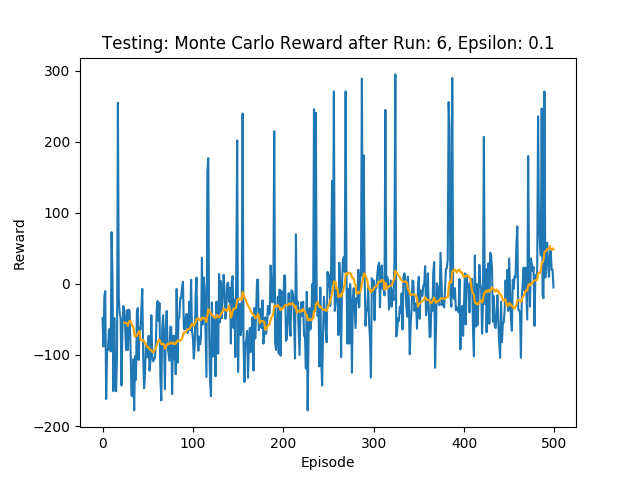 Testing: Monte Carlo Reward after Run: 6, Epsilon: 0.1
300
200
100
0
−100
−200
Reward
0 100 200 300 400 500
Episode